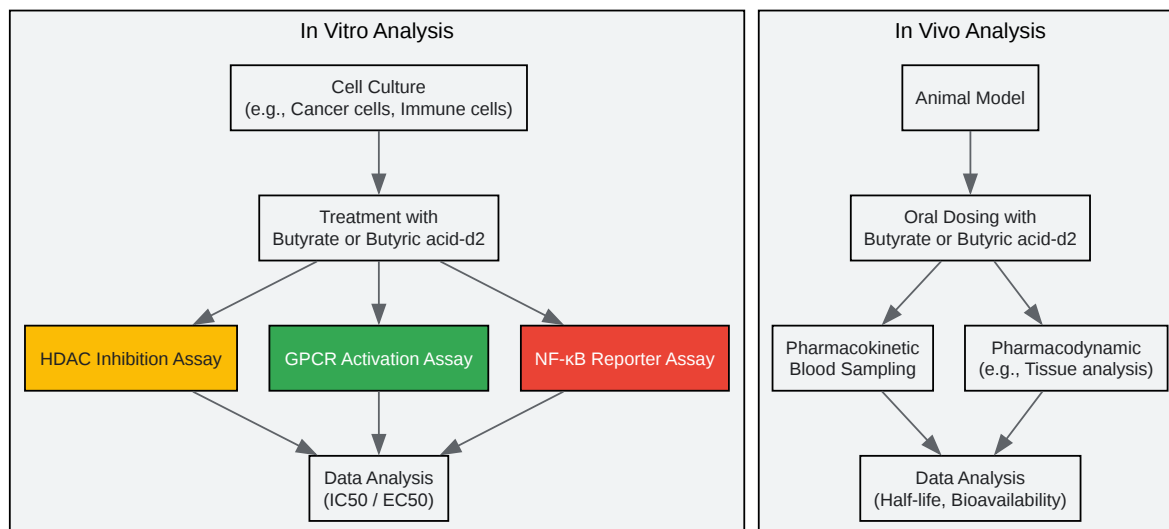 In Vitro Analysis
Cell Culture
(e.g., Cancer cells, Immune cells)
Treatment with
Butyrate or Butyric acid-d2
HDAC Inhibition Assay
GPCR Activation Assay
NF-κB Reporter Assay
Data Analysis
(IC50 / EC50)
In Vivo Analysis
Animal Model
Oral Dosing with
Butyrate or Butyric acid-d2
Pharmacokinetic
Blood Sampling
Pharmacodynamic
(e.g., Tissue analysis)
Data Analysis
(Half-life, Bioavailability)